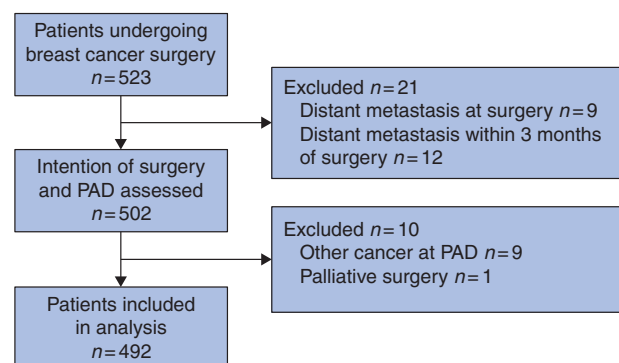 Patients undergoing
breast cancer surgery
n=523
Excluded n=21
Distant metastasis at surgery n=9
Distant metastasis within 3 months
of surgery n=12
Intention of surgery
and PAD assessed
n=502
Excluded n=10
Other cancer at PAD n=9
Palliative surgery n=1
Patients included
in analysis
n=492